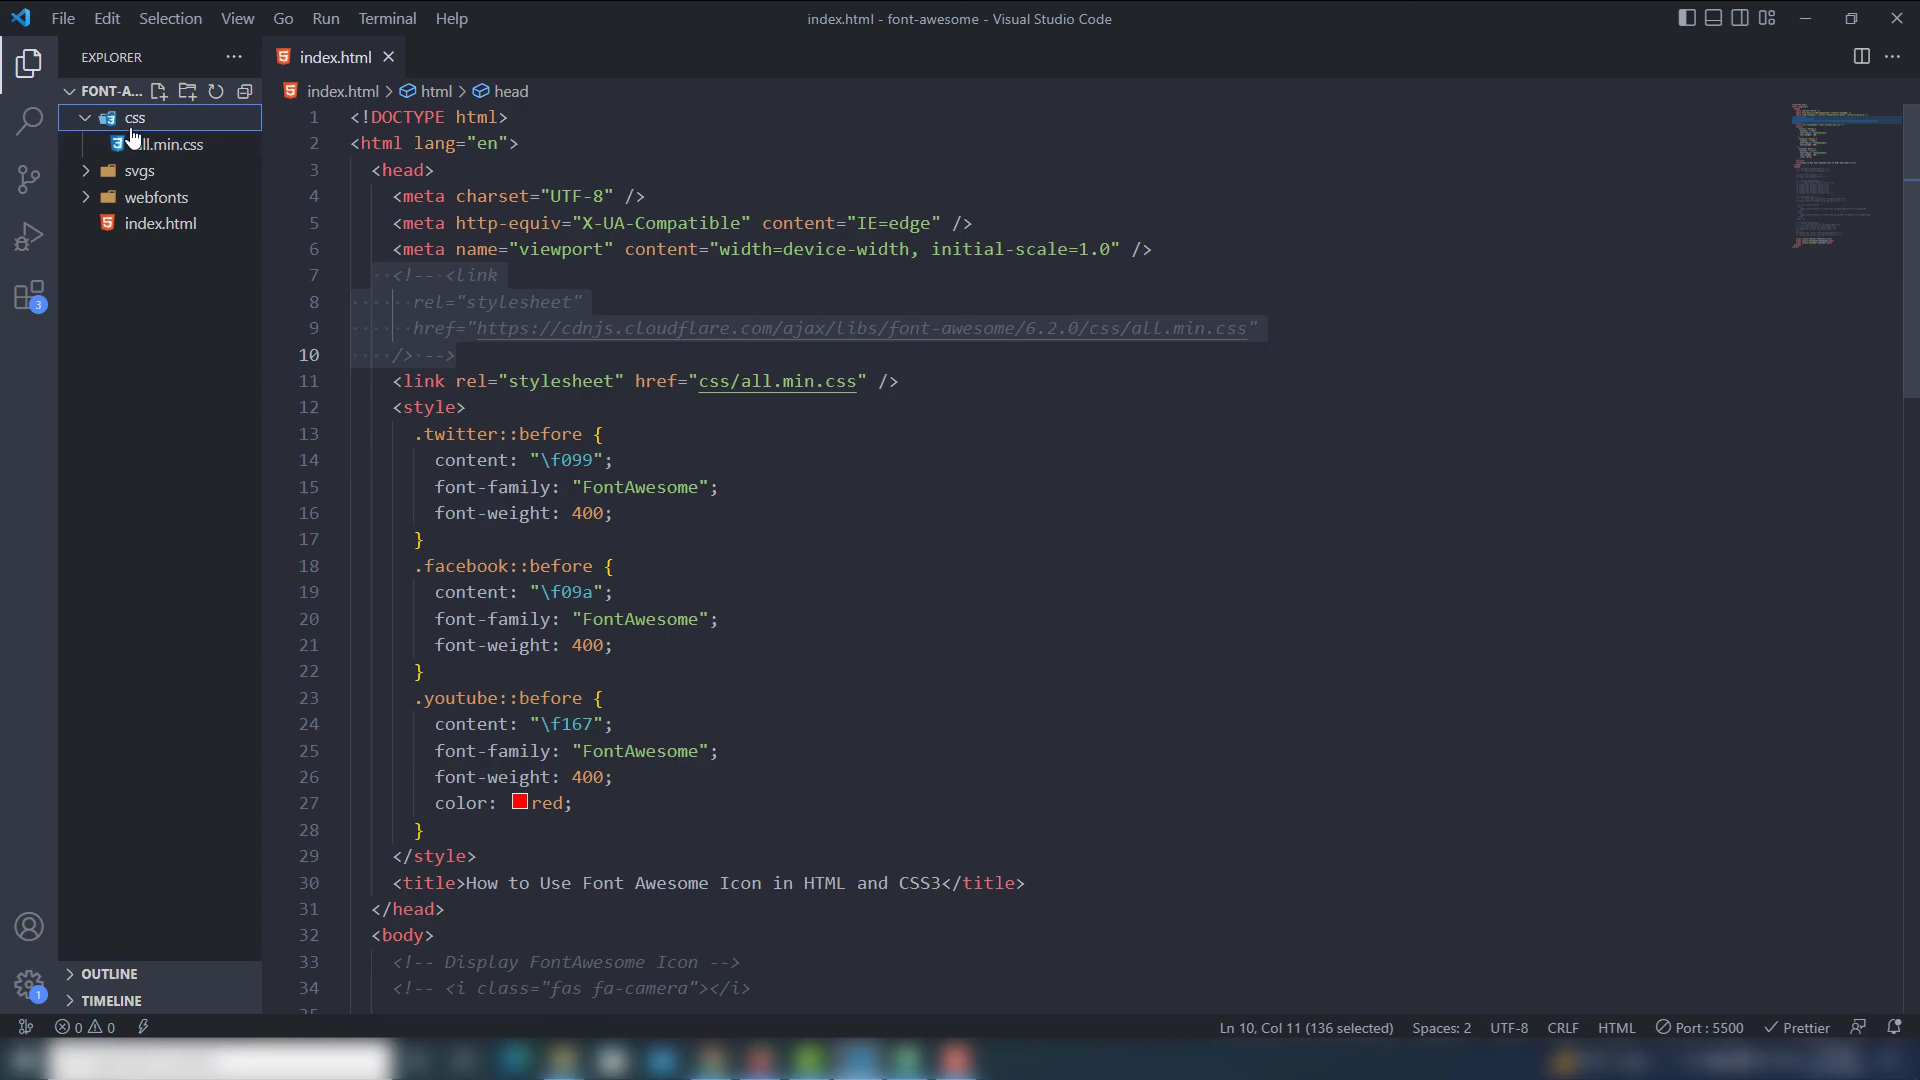 File Edit Selection View Go Run Terminal Help
index.html - font-awesome - Visual Studio Code
EXPLORER
index.html
FONT-A...
index.html > html > head
css
all.min.css
svgs
webfonts
index.html
1 <!DOCTYPE html>
2 <html lang="en">
3 <head>
4 <meta charset="UTF-8" />
5 <meta http-equiv="X-UA-Compatible" content="IE=edge" />
6 <meta name="viewport" content="width=device-width, initial-scale=1.0" />
7 <!-- <link
8 rel="stylesheet"
9 href="https://cdnjs.cloudflare.com/ajax/libs/font-awesome/6.2.0/css/all.min.css"
10 /> -->
11 <link rel="stylesheet" href="css/all.min.css" />
12 <style>
13 .twitter::before {
14 content: "\f099";
15 font-family: "FontAwesome";
16 font-weight: 400;
17 }
18 .facebook::before {
19 content: "\f09a";
20 font-family: "FontAwesome";
21 font-weight: 400;
22 }
23 .youtube::before {
24 content: "\f167";
25 font-family: "FontAwesome";
26 font-weight: 400;
27 color: red;
28 }
29 </style>
30 <title>How to Use Font Awesome Icon in HTML and CSS3</title>
31 </head>
32 <body>
33 <!-- Display FontAwesome Icon -->
34 <!-- <i class="fas fa-camera"></i>
OUTLINE
TIMELINE
3
1
0 0
Ln 10, Col 11 (136 selected) Spaces: 2 UTF-8 CRLF HTML Port : 5500 Prettier